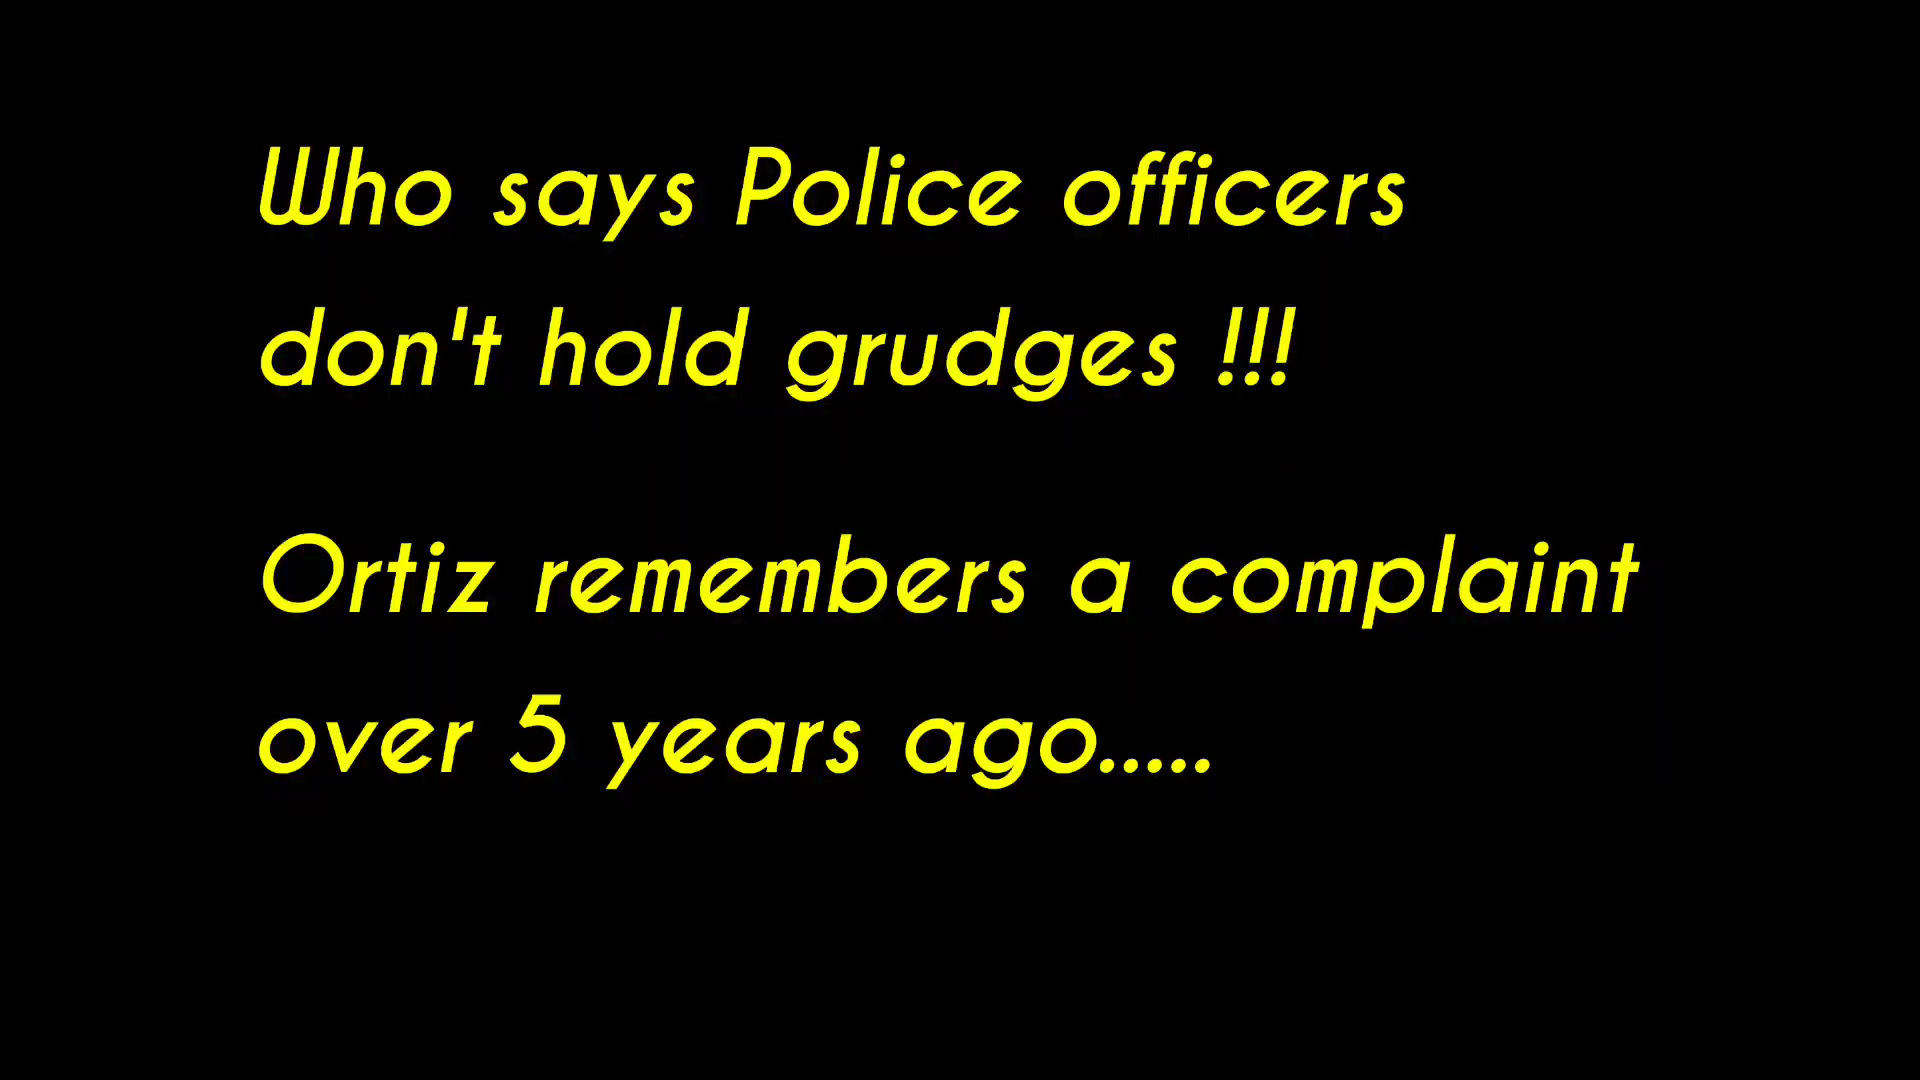 Who says Police officers
don't hold grudges !!!
Ortiz remembers a complaint
over 5 years ago.....